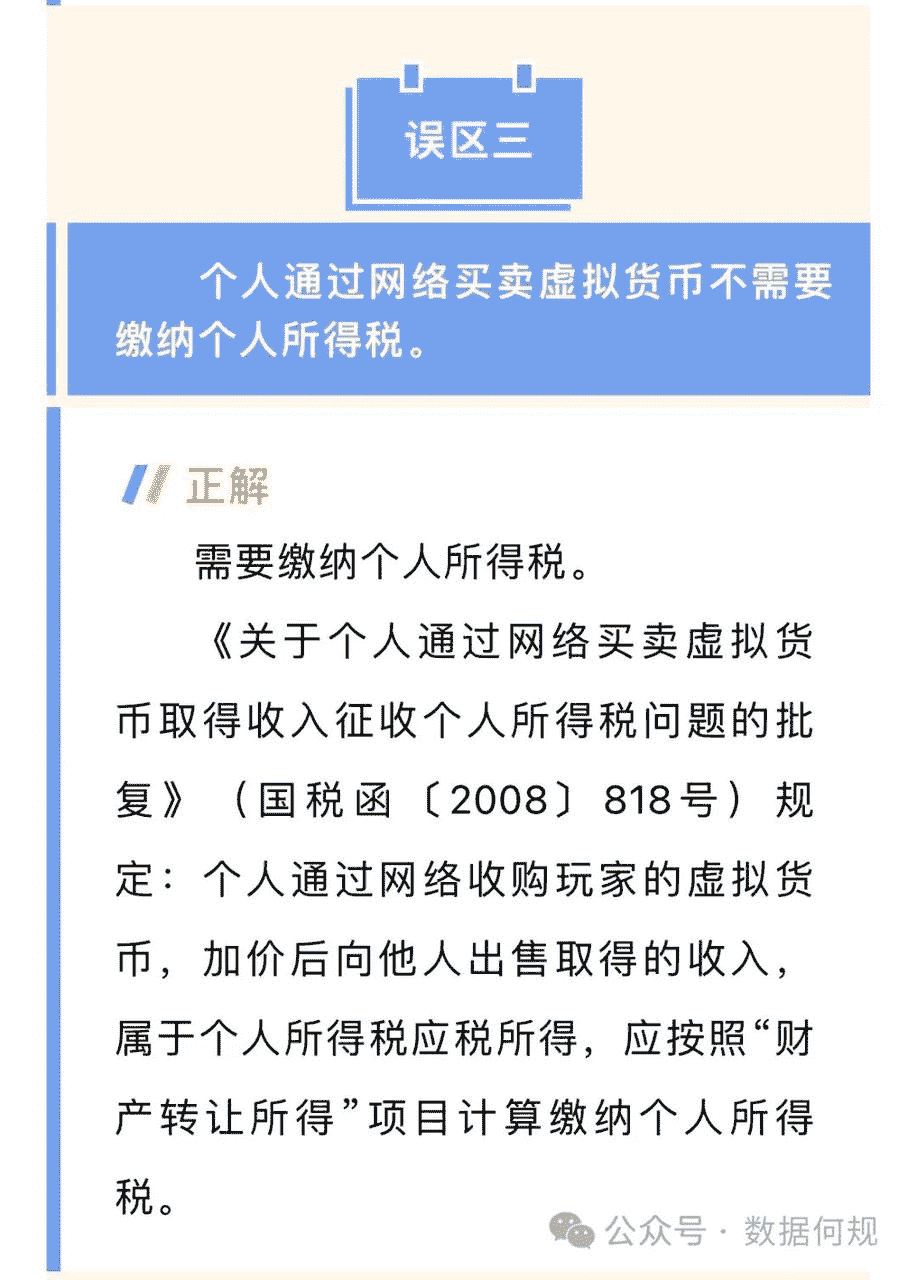 误区三
个人通过网络买卖虚拟货币不需要
缴纳个人所得税。
正解
需要缴纳个人所得税。
《关于个人通过网络买卖虚拟货
币取得收入征收个人所得税问题的批
复》（国税函〔2008〕818号）规
定：个人通过网络收购玩家的虚拟货
币，加价后向他人出售取得的收入，
属于个人所得税应税所得，应按照“财
产转让所得”项目计算缴纳个人所得
税。
公众号·数据何规